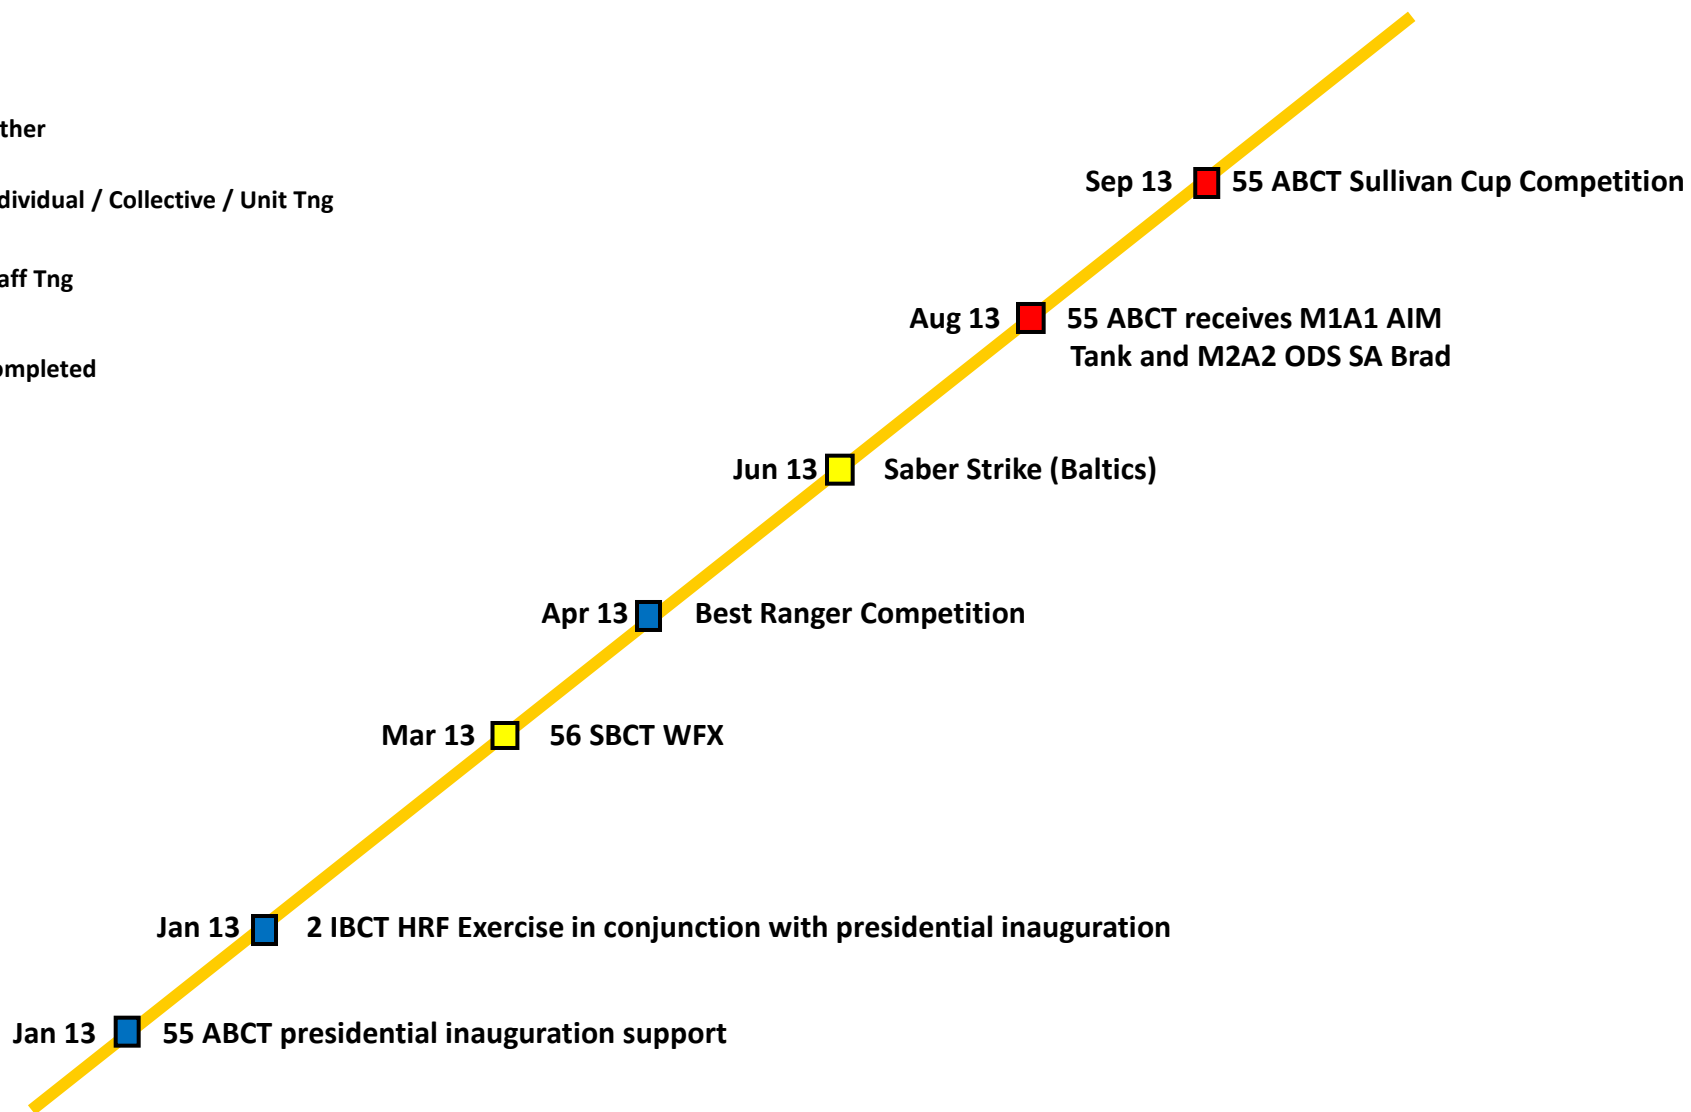 ther
dividual / Collective / Unit Tng
aff Tng
ompleted
Sep 13 55 ABCT Sullivan Cup Competition
Aug 13 55 ABCT receives M1A1 AIM
Tank and M2A2 ODS SA Brad
Jun 13 Saber Strike (Baltics)
Apr 13 Best Ranger Competition
Mar 13 56 SBCT WFX
Jan 13 2 IBCT HRF Exercise in conjunction with presidential inauguration
Jan 13 55 ABCT presidential inauguration support